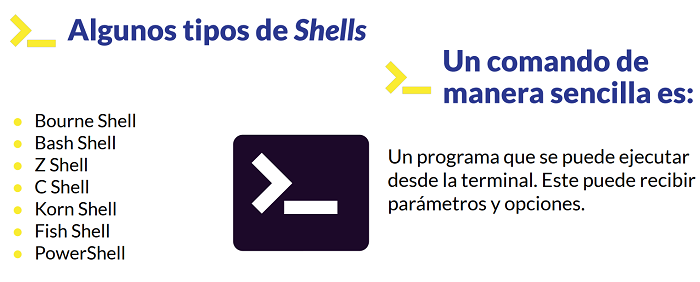 Algunos tipos de Shells
Bourne Shell
Bash Shell
Z Shell
C Shell
Korn Shell
Fish Shell
PowerShell
Un comando de
manera sencilla es:
Un programa que se puede ejecutar
desde la terminal. Este puede recibir
parámetros y opciones.